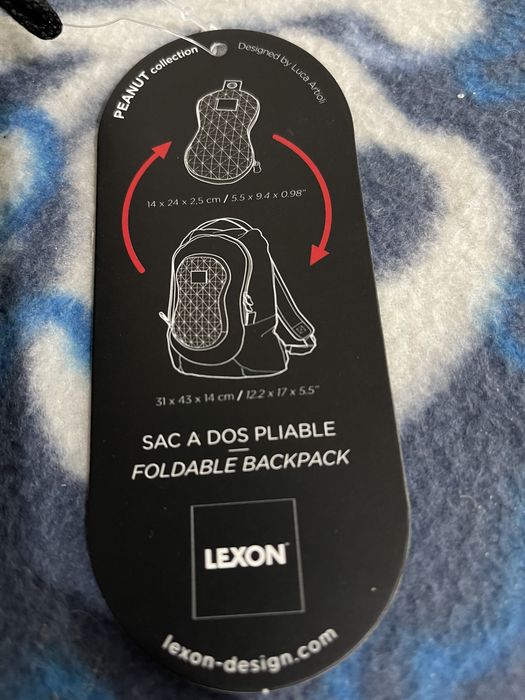 PEANUT collection
Designed by Luca Artioli
14 x 24 x 2,5 cm / 5.5 x 9.4 x 0.98"
31 x 43 x 14 cm / 12.2 x 17 x 5.5"
SAC A DOS PLIABLE
FOLDABLE BACKPACK
LEXON
lexon-design.com